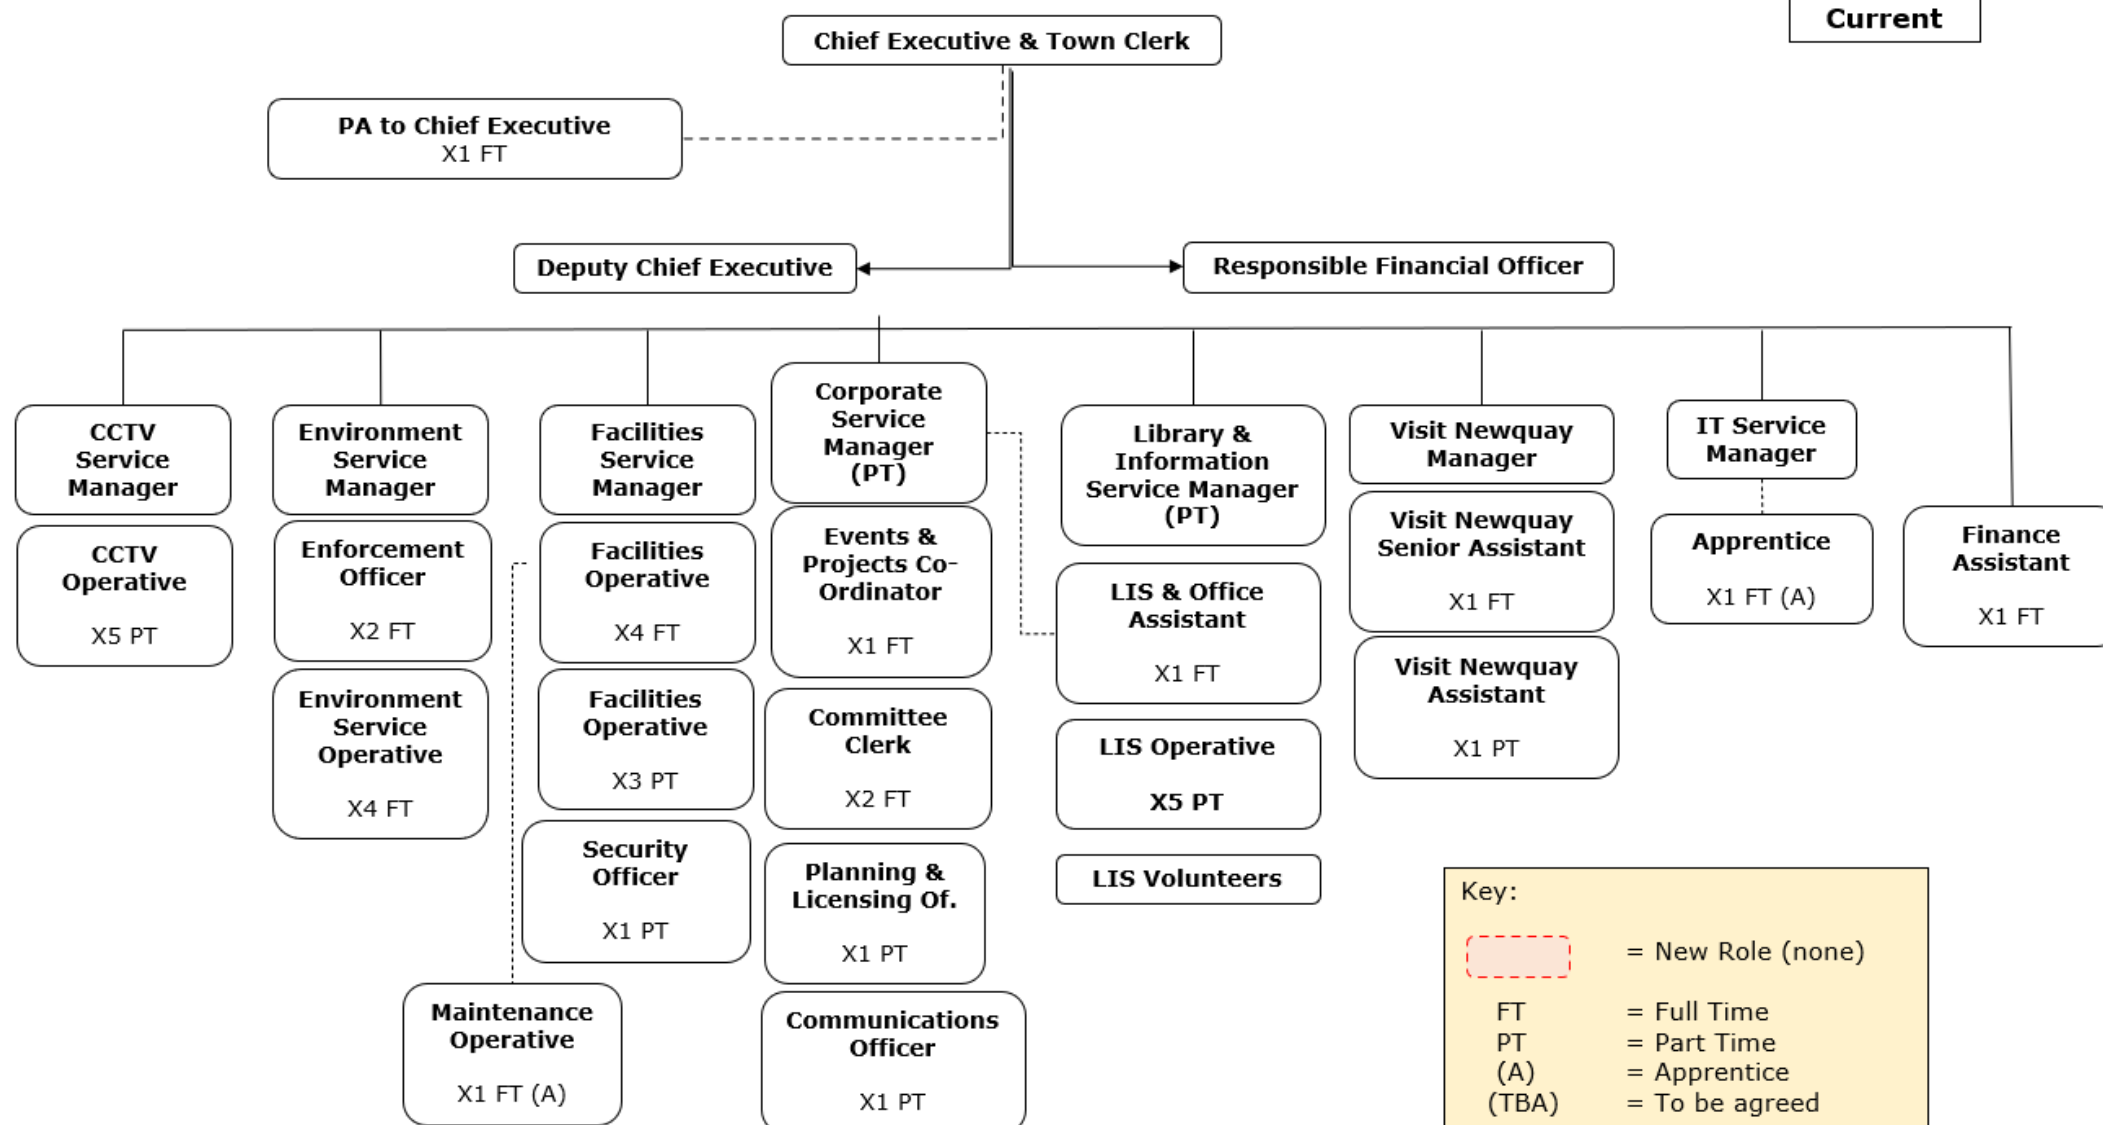 Current
Chief Executive & Town Clerk
PA to Chief Executive
X1 FT
Deputy Chief Executive
Responsible Financial Officer
CCTV
Service
Manager
CCTV
Operative
X5 PT
Environment
Service
Manager
Enforcement
Officer
X2 FT
Environment
Service
Operative
X4 FT
Facilities
Service
Manager
Facilities
Operative
X4 FT
Facilities
Operative
X3 PT
Security
Officer
X1 PT
Maintenance
Operative
X1 FT (A)
Corporate
Service
Manager
(PT)
Events &
Projects Co-
Ordinator
X1 FT
Committee
Clerk
X2 FT
Planning &
Licensing Of.
X1 PT
Communications
Officer
X1 PT
Library &
Information
Service Manager
(PT)
LIS & Office
Assistant
X1 FT
LIS Operative
X5 PT
LIS Volunteers
Visit Newquay
Manager
Visit Newquay
Senior Assistant
X1 FT
Visit Newquay
Assistant
X1 PT
IT Service
Manager
Apprentice
X1 FT (A)
Finance
Assistant
X1 FT
Key:
= New Role (none)
FT = Full Time
PT = Part Time
(A) = Apprentice
(TBA) = To be agreed